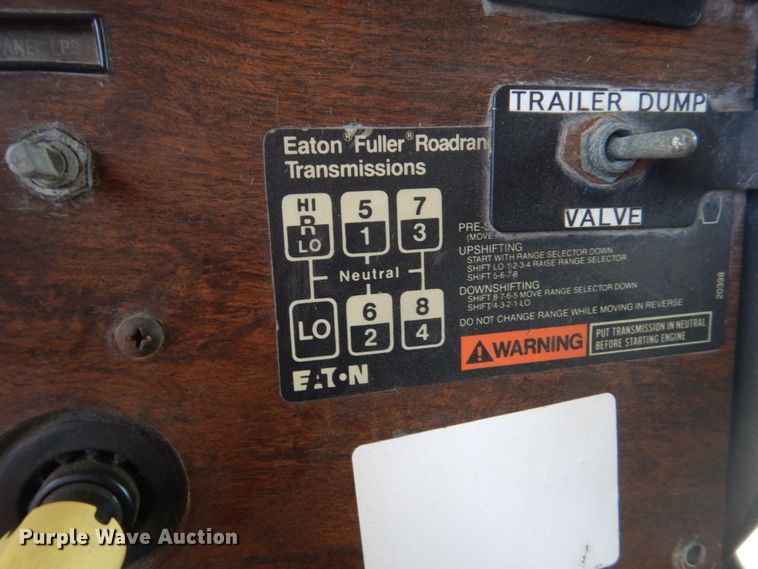 TRAILER DUMP
VALVE
Eaton® Fuller®
Transmissions
HI
R
LO
5
1
7
3
Neutral
LO
6
2
8
4
EATON
(MOVE
UPSHIFTING
START WITH RANGE SELECTOR DOWN
SHIFT LO 1-2-3-4 RAISE RANGE SELECTOR
SHIFT 5-6-7-8
DOWNSHIFTING
SHIFT 8-7-6-5 MOVE RANGE SELECTOR DOWN
SHIFT 4-3-2-1-LO
DO NOT CHANGE RANGE WHILE MOVING IN REVERSE
WARNING
PUT TRANSMISSION IN NEUTRAL
BEFORE STARTING ENGINE
20398
Purple Wave Auction